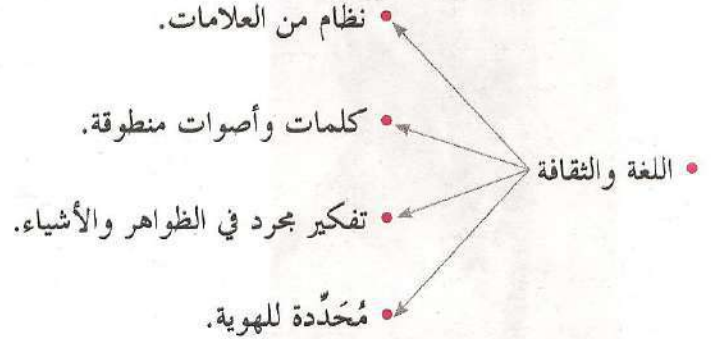 نظام من العلامات.
كلمات وأصوات منطوقة.
اللغة والثقافة
تفكير مجرد في الظواهر والأشياء.
مُحَدِّدة للهوية.